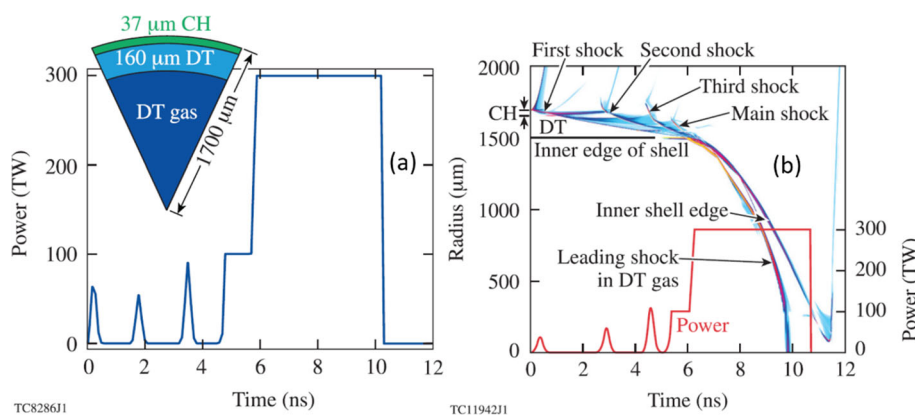 37 μm CH
160 μm DT
DT gas
1700 μm
(a)
300
200
100
0
Power (TW)
0 2 4 6 8 10 12
Time (ns)
TC8286J1
First shock
Second shock
Third shock
Main shock
2000
CH
DT
1500
Inner edge of shell
(b)
1000
Inner shell edge
Leading shock
in DT gas
500
0
Radius (μm)
Power
300
200
100
0
Power (TW)
0 2 4 6 8 10 12
Time (ns)
TC11942J1